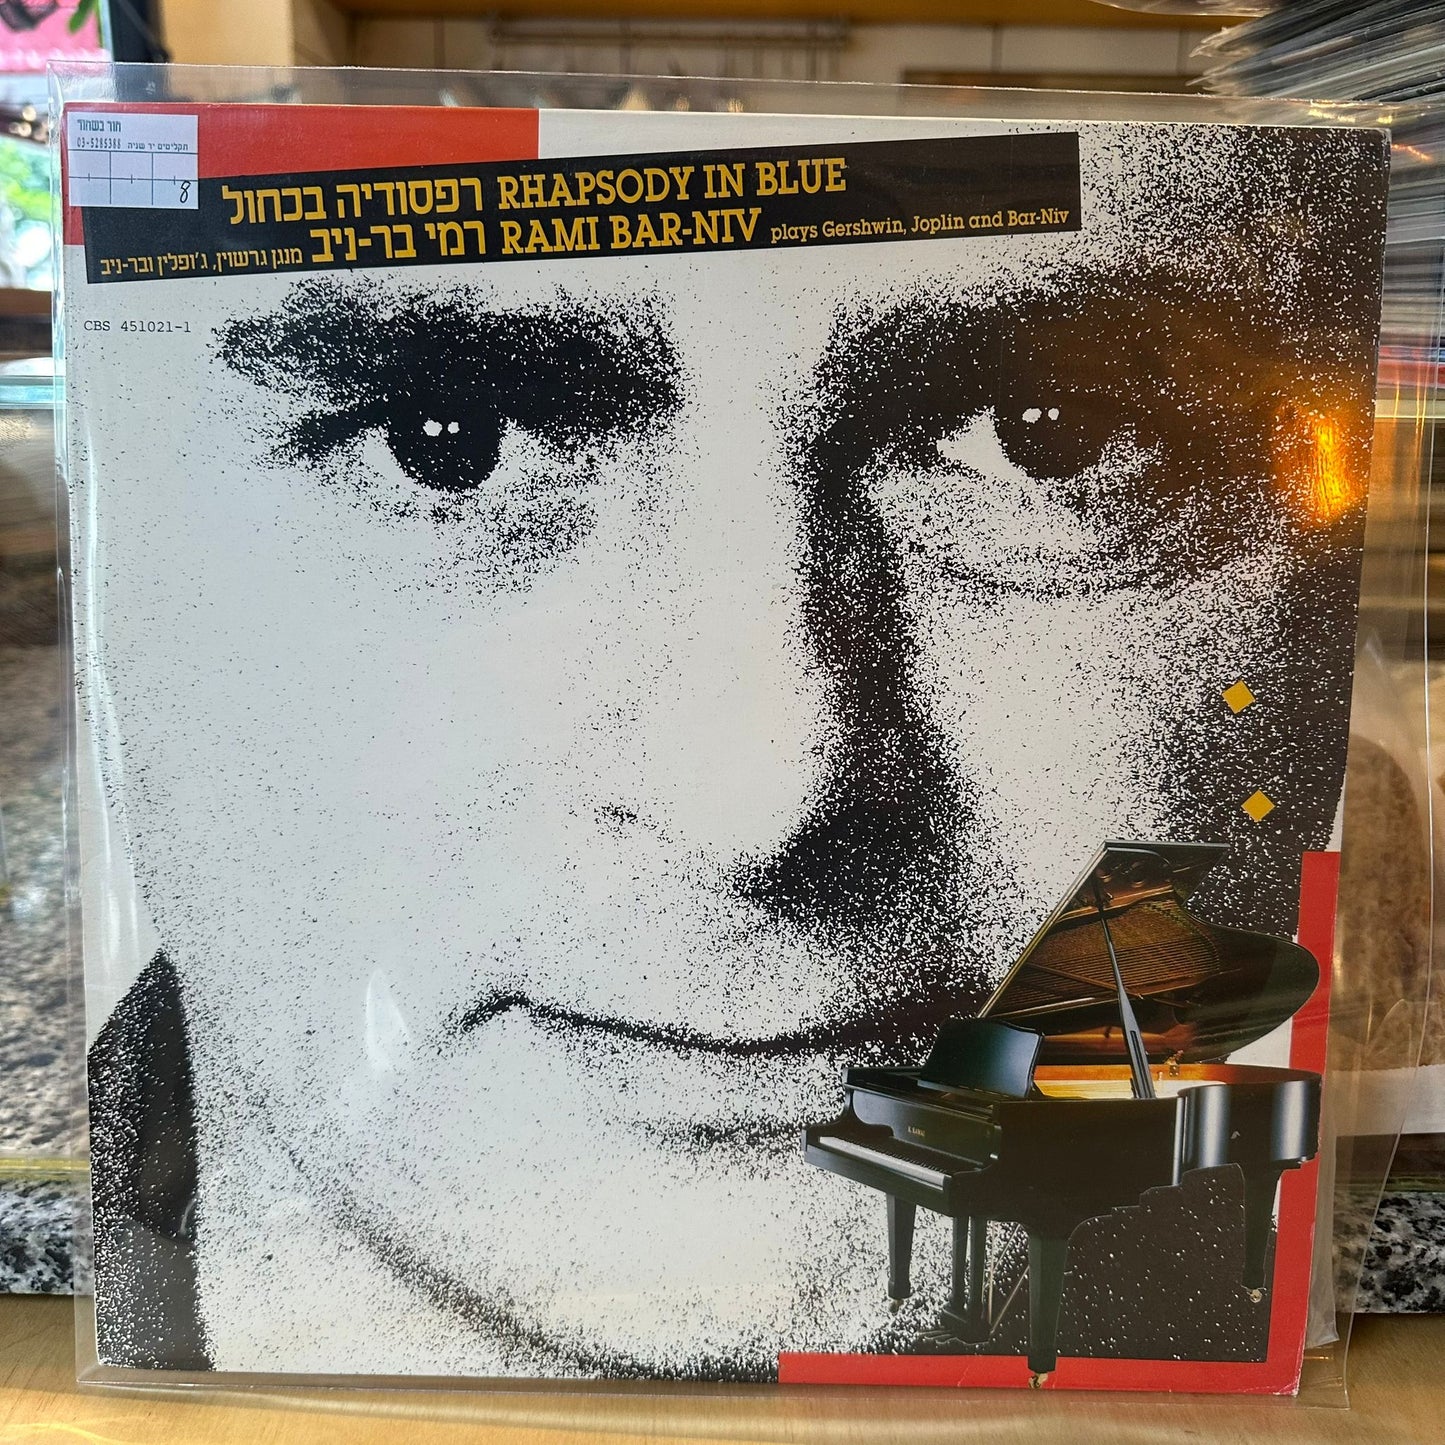 חור בשחור
תקליטים יד שניה 03-5285388
8
רפסודיה בכחול RHAPSODY IN BLUE
רמי בר-ניב מנגן גרשוין, ג'ופלין ובר-ניב RAMI BAR-NIV plays Gershwin, Joplin and Bar-Niv
CBS 451021-1
K.KAWAI